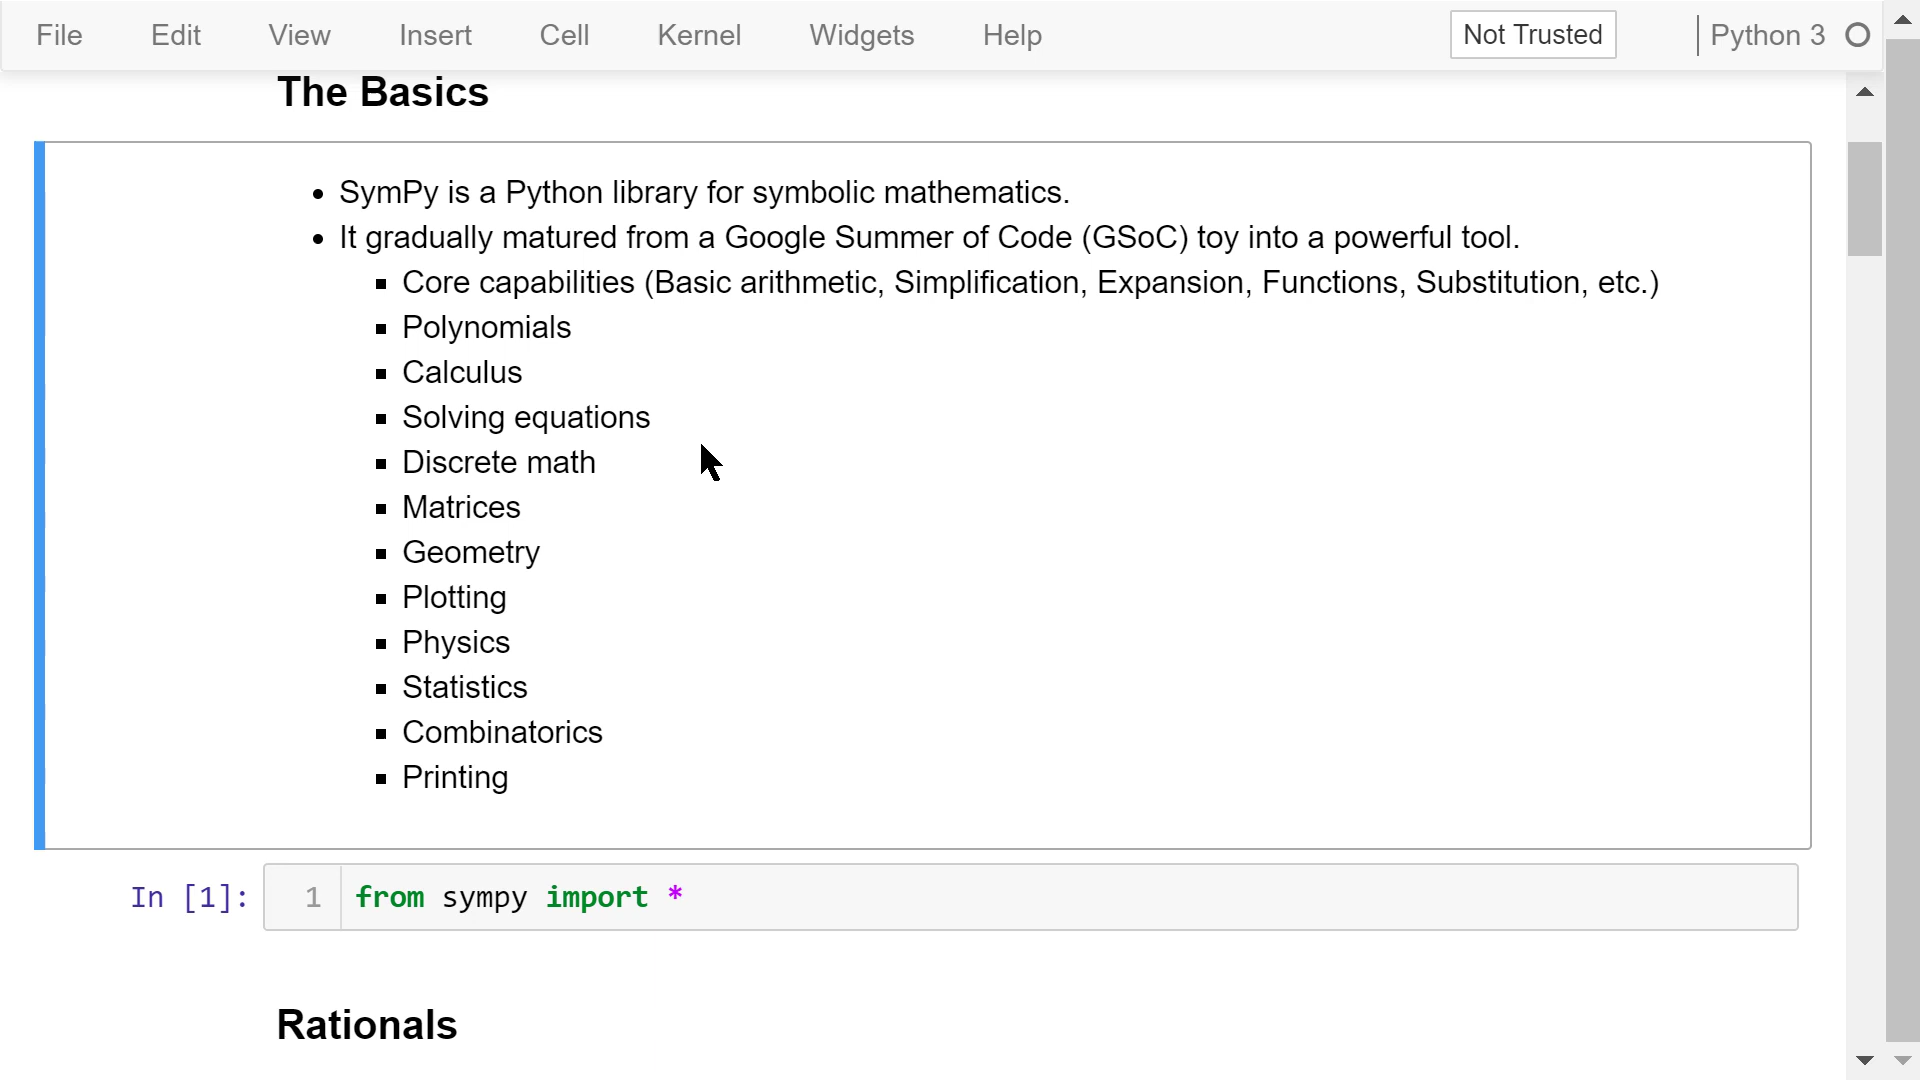 File Edit View Insert Cell Kernel Widgets Help Not Trusted Python 3
The Basics
SymPy is a Python library for symbolic mathematics.
It gradually matured from a Google Summer of Code (GSoC) toy into a powerful tool.
Core capabilities (Basic arithmetic, Simplification, Expansion, Functions, Substitution, etc.)
Polynomials
Calculus
Solving equations
Discrete math
Matrices
Geometry
Plotting
Physics
Statistics
Combinatorics
Printing
In [1]: 1 from sympy import *
Rationals